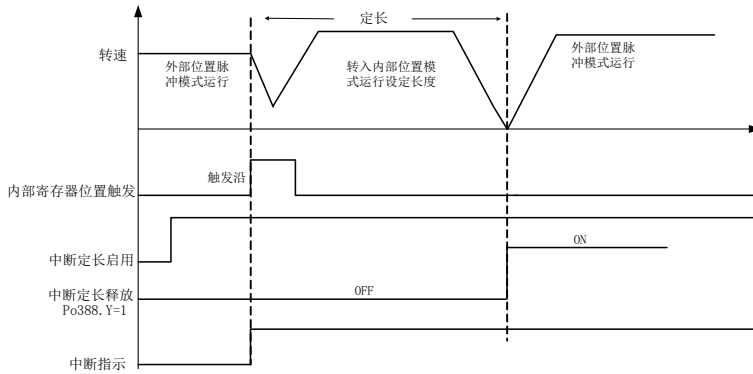 定长
转速
外部位置脉
冲模式运行
转入内部位置模
式运行设定长度
外部位置脉
冲模式运行
触发沿
内部寄存器位置触发
ON
中断定长启用
中断定长释放
Po388.Y=1
OFF
中断指示